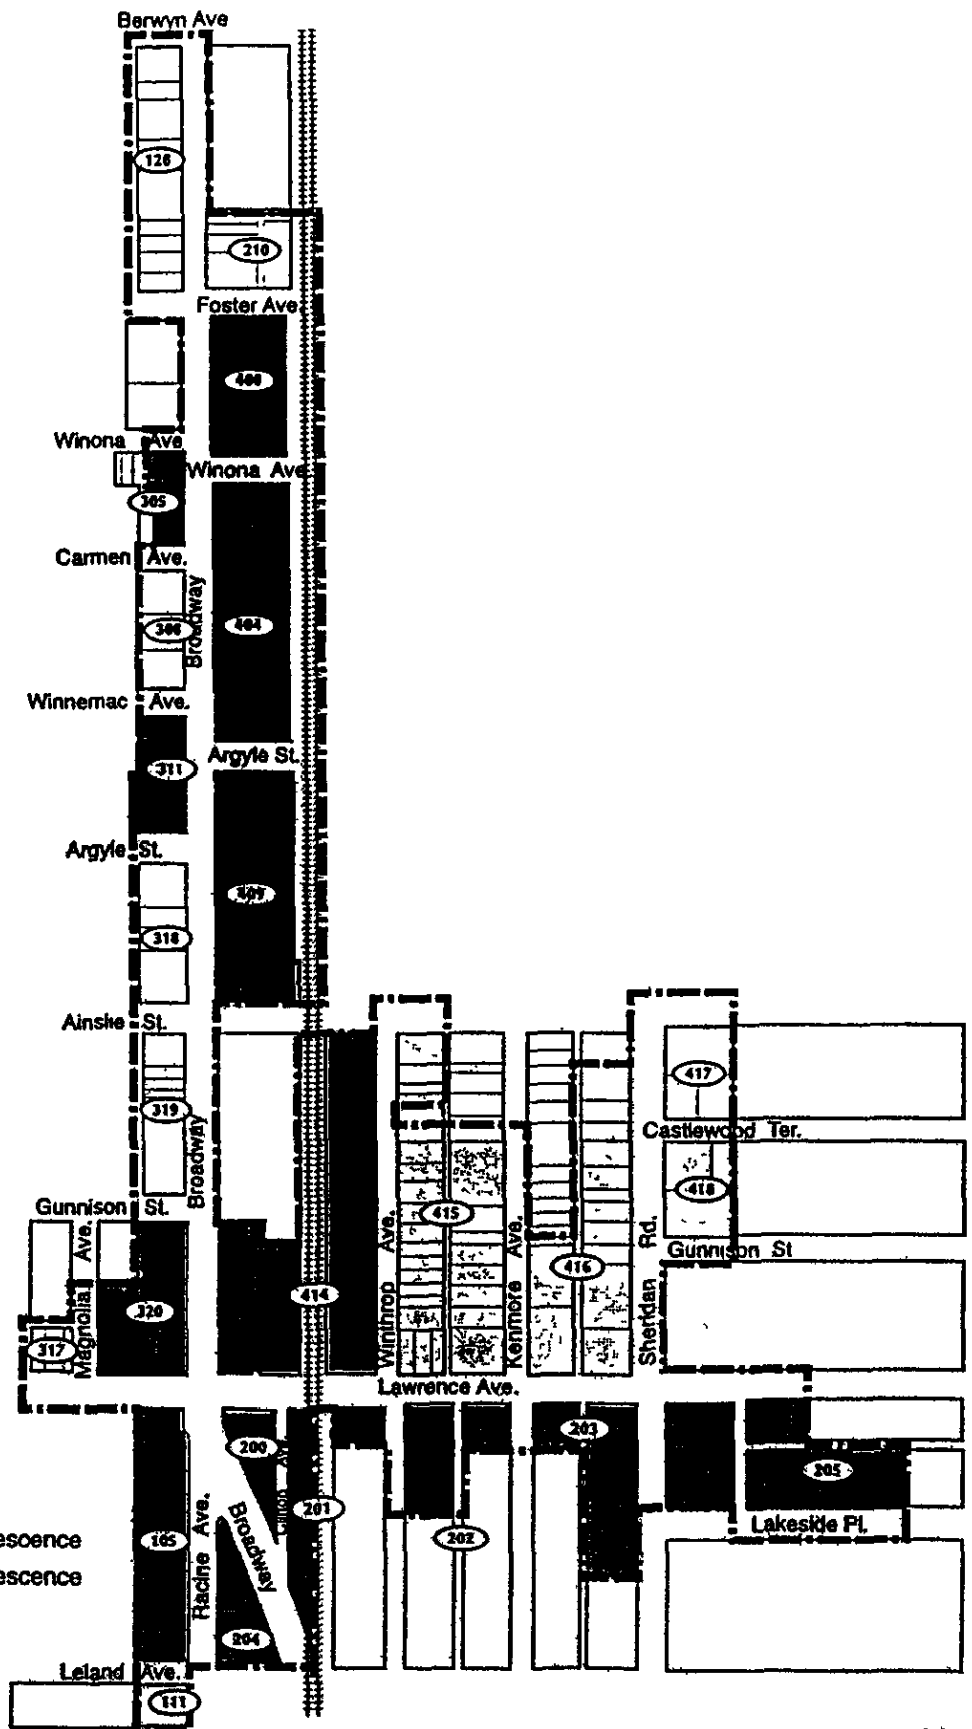 Berwyn Ave
126
210
Foster Ave
400
Winona Ave
Winona Ave
305
Carmen Ave.
Broadway
306
404
Winnemac Ave.
Argyle St.
311
Argyle St.
409
318
Ainslie St.
417
319
Castlewood Ter.
Broadway
418
Gunnison St.
415
Ave.
Ave.
Rd.
Gunnison St
416
414
320
Magnolia
317
Winthrop
Kenmore
Sheridan
Lawrence Ave.
200
203
205
201
Lakeside Pl.
202
Racine Ave.
Broadway
105
escence
escence
204
Leland Ave.
111